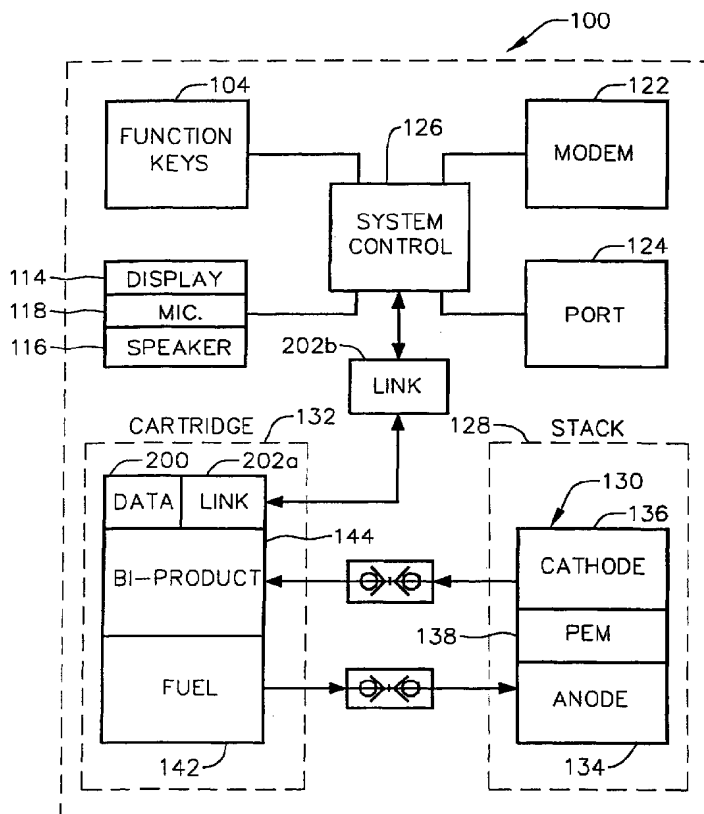 100
104
FUNCTION
KEYS
126
122
MODEM
SYSTEM
CONTROL
114
DISPLAY
118
MIC.
116
SPEAKER
124
PORT
202b
LINK
CARTRIDGE
132
128
STACK
200
202a
DATA
LINK
144
BI-PRODUCT
130
136
CATHODE
138
PEM
FUEL
142
ANODE
134